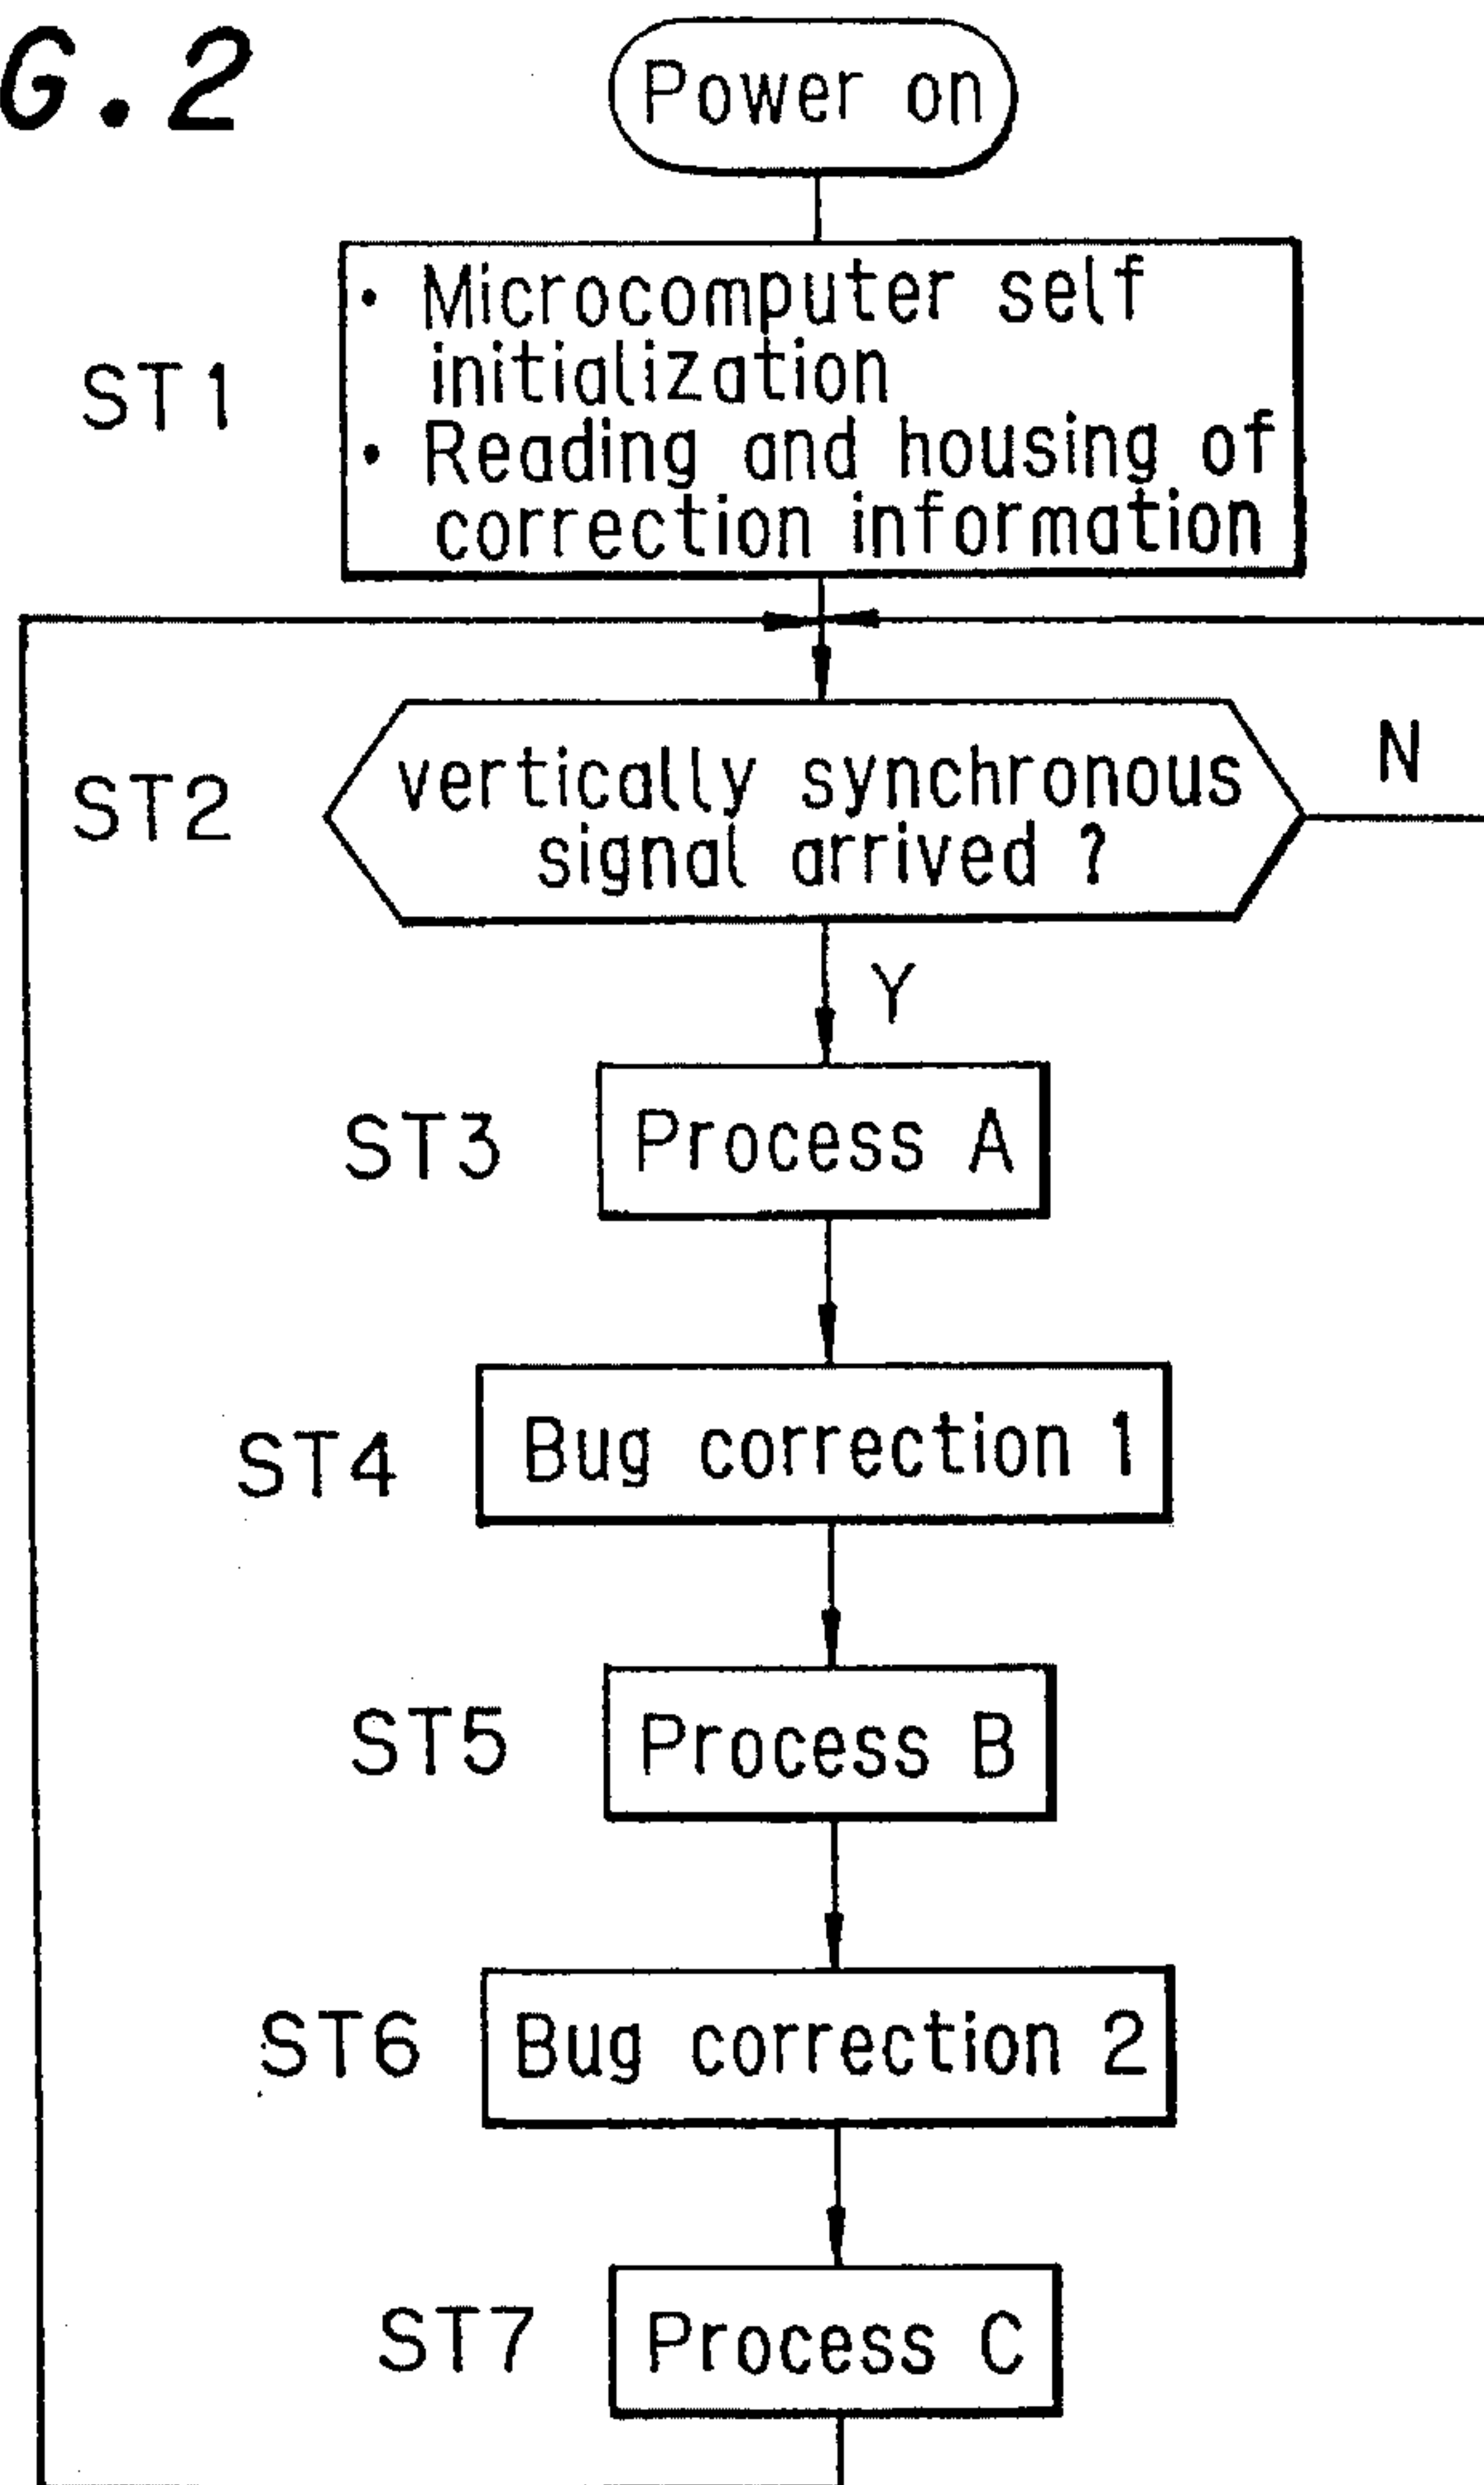 G.2
Power on
ST1
• Microcomputer self
initialization
• Reading and housing of
correction information
ST2
vertically synchronous
signal arrived ?
N
Y
ST3
Process A
ST4
Bug correction 1
ST5
Process B
ST6
Bug correction 2
ST7
Process C